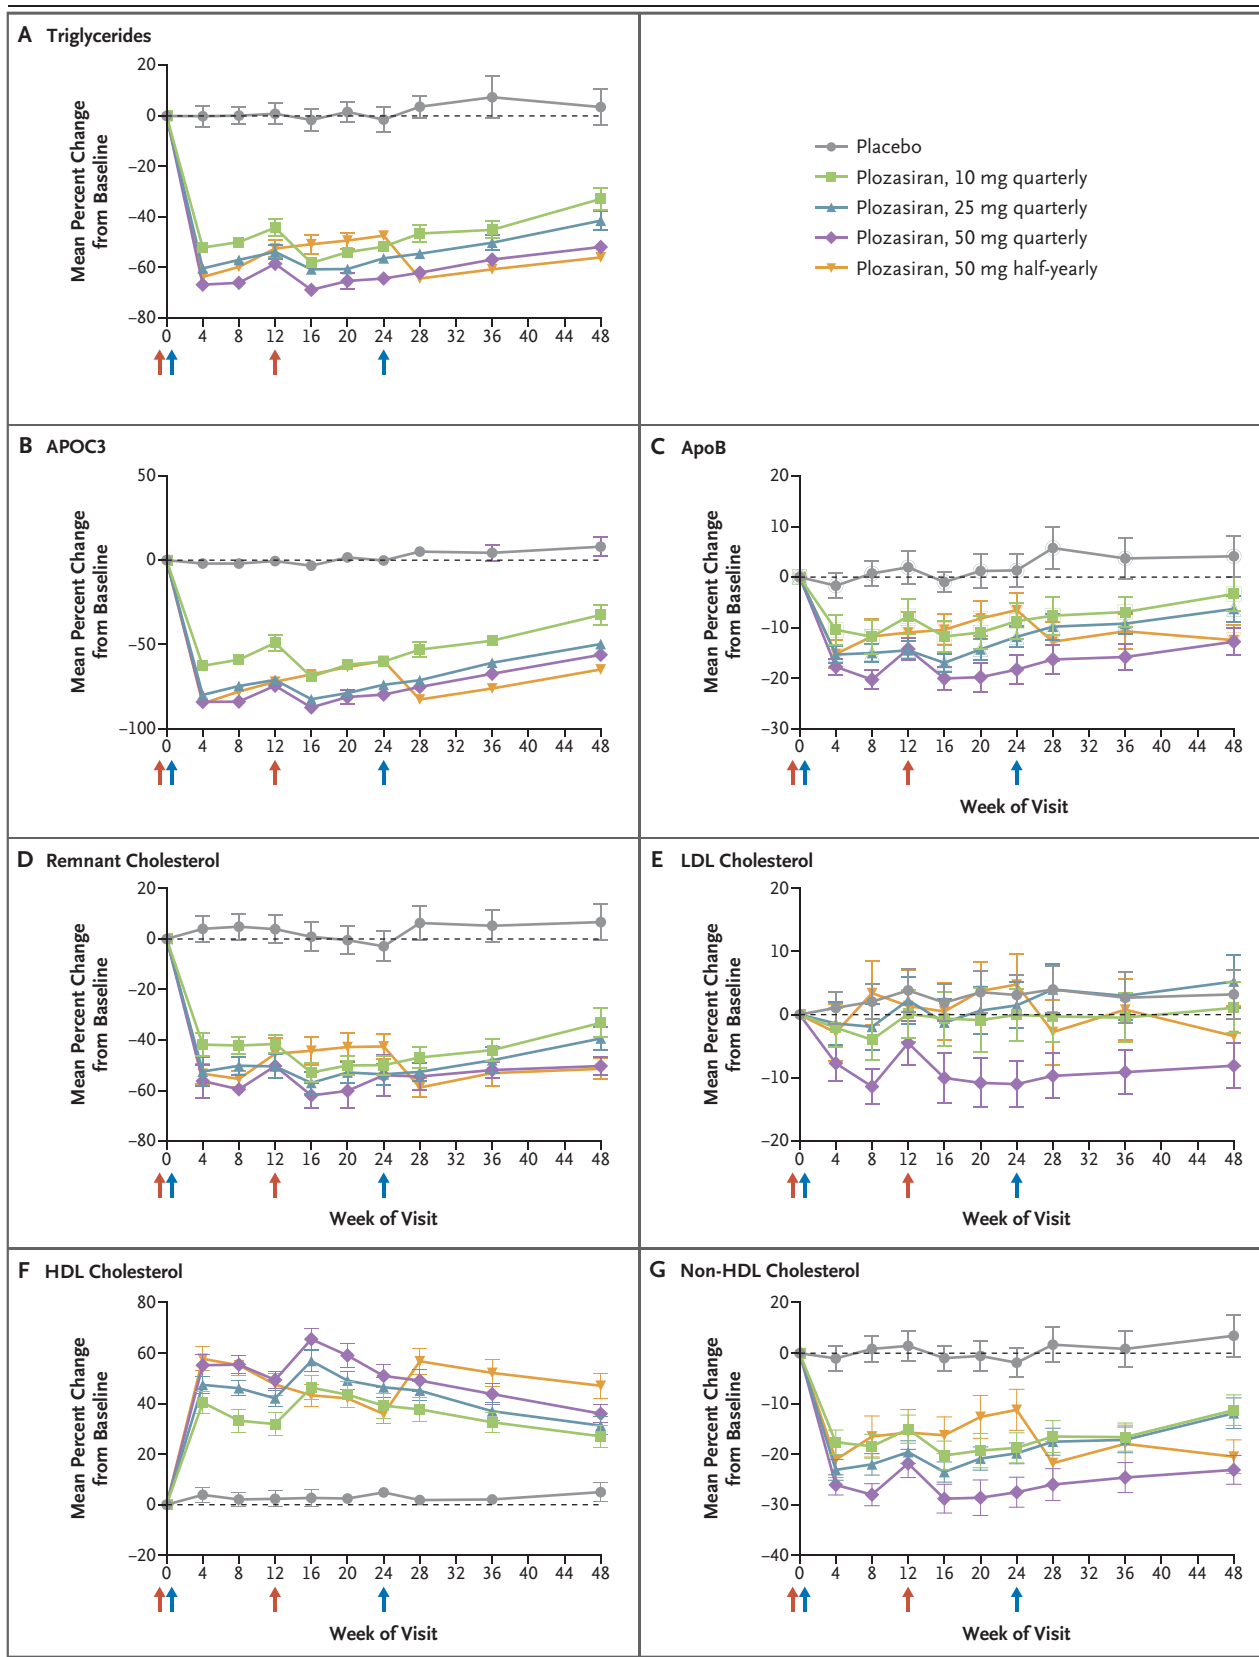 A Triglycerides
Mean Percent Change
from Baseline
20
0
−20
−40
−60
−80
0 4 8 12 16 20 24 28 32 36 40 44 48
Placebo
Plozasiran, 10 mg quarterly
Plozasiran, 25 mg quarterly
Plozasiran, 50 mg quarterly
Plozasiran, 50 mg half-yearly
B APOC3
Mean Percent Change
from Baseline
50
0
−50
−100
0 4 8 12 16 20 24 28 32 36 40 44 48
C ApoB
Mean Percent Change
from Baseline
20
10
0
−10
−20
−30
0 4 8 12 16 20 24 28 32 36 40 44 48
Week of Visit
D Remnant Cholesterol
Mean Percent Change
from Baseline
20
0
−20
−40
−60
−80
0 4 8 12 16 20 24 28 32 36 40 44 48
Week of Visit
E LDL Cholesterol
Mean Percent Change
from Baseline
20
10
0
−10
−20
0 4 8 12 16 20 24 28 32 36 40 44 48
Week of Visit
F HDL Cholesterol
Mean Percent Change
from Baseline
80
60
40
20
0
−20
0 4 8 12 16 20 24 28 32 36 40 44 48
Week of Visit
G Non-HDL Cholesterol
Mean Percent Change
from Baseline
20
10
0
−10
−20
−30
−40
0 4 8 12 16 20 24 28 32 36 40 44 48
Week of Visit